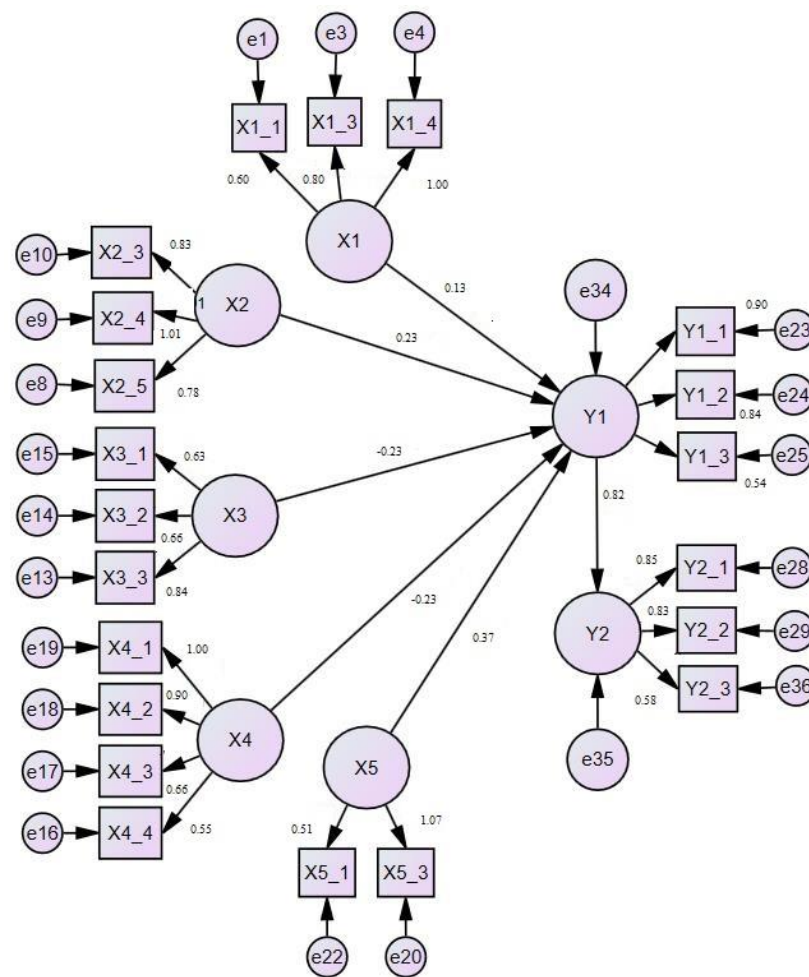 e1
e3
e4
X1_1
X1_3
X1_4
0.60
0.80
1.00
X1
e10
X2_3
0.83
e9
X2_4
1
X2
1.01
e8
X2_5
0.78
0.13
0.23
e34
0.90
Y1_1
e23
Y1
Y1_2
e24
0.84
Y1_3
e25
0.54
e15
X3_1
0.63
e14
X3_2
X3
0.66
e13
X3_3
0.84
-0.23
0.82
0.85
Y2_1
e28
Y2
0.83
Y2_2
e29
0.58
Y2_3
e36
e35
e19
X4_1
1.00
e18
X4_2
0.90
X4
e17
X4_3
0.66
e16
X4_4
0.55
-0.23
0.37
X5
0.51
1.07
X5_1
X5_3
e22
e20